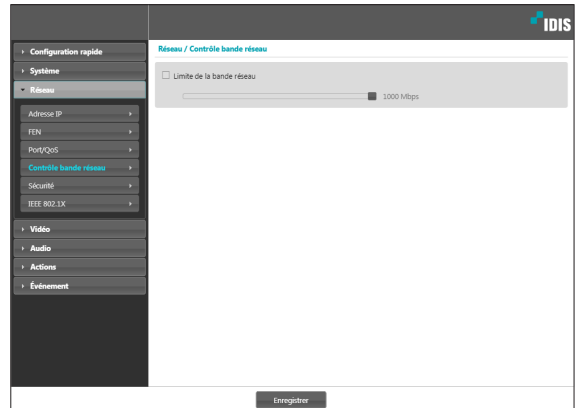 IDIS
Configuration rapide
Système
Réseau
Adresse IP
FEN
Port/QoS
Contrôle bande réseau
Sécurité
IEEE 802.1X
Vidéo
Audio
Actions
Événement
Réseau / Contrôle bande réseau
Limite de la bande réseau
1000 Mbps
Enregistrer